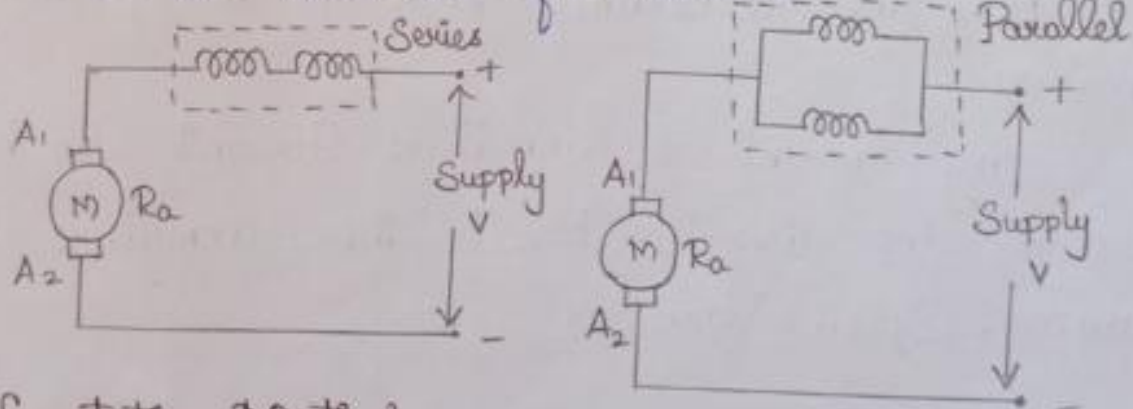 Series
+
A1
M
Ra
A2
Supply
V
-
Parallel
+
A1
M
Ra
A2
Supply
V
-